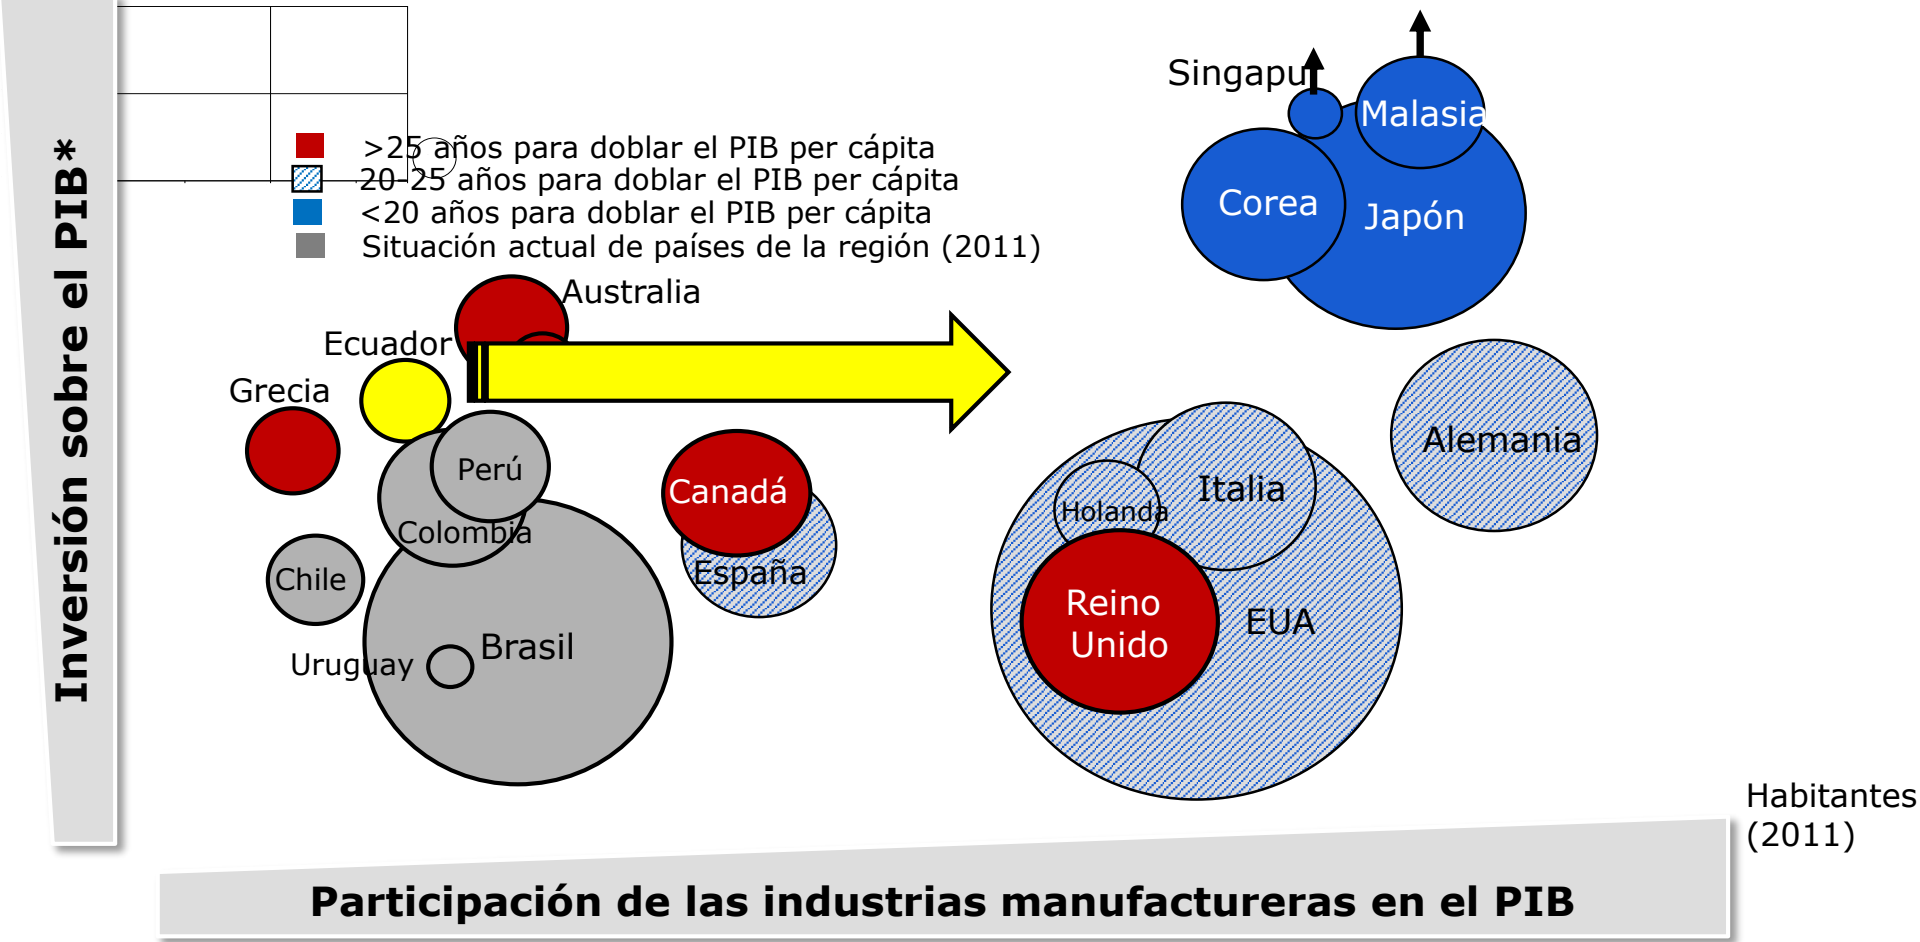 Inversión sobre el PIB*
>25 años para doblar el PIB per cápita
20-25 años para doblar el PIB per cápita
<20 años para doblar el PIB per cápita
Situación actual de países de la región (2011)
Singapu
Malasia
Corea
Japón
Australia
Ecuador
Grecia
Perú
Colombia
Chile
Uruguay
Brasil
Canadá
España
Holanda
Italia
Alemania
Reino
Unido
EUA
Habitantes
(2011)
Participación de las industrias manufactureras en el PIB